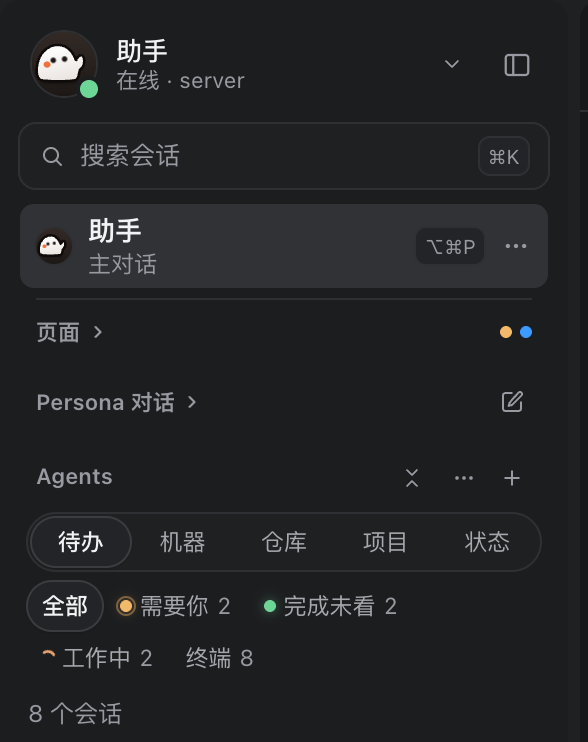 助手
在线 · server
搜索会话 ⌘K
助手 ⌥⌘P
主对话
页面
Persona 对话
Agents
待办 机器 仓库 项目 状态
全部 需要你 2 完成未看 2
工作中 2 终端 8
8 个会话